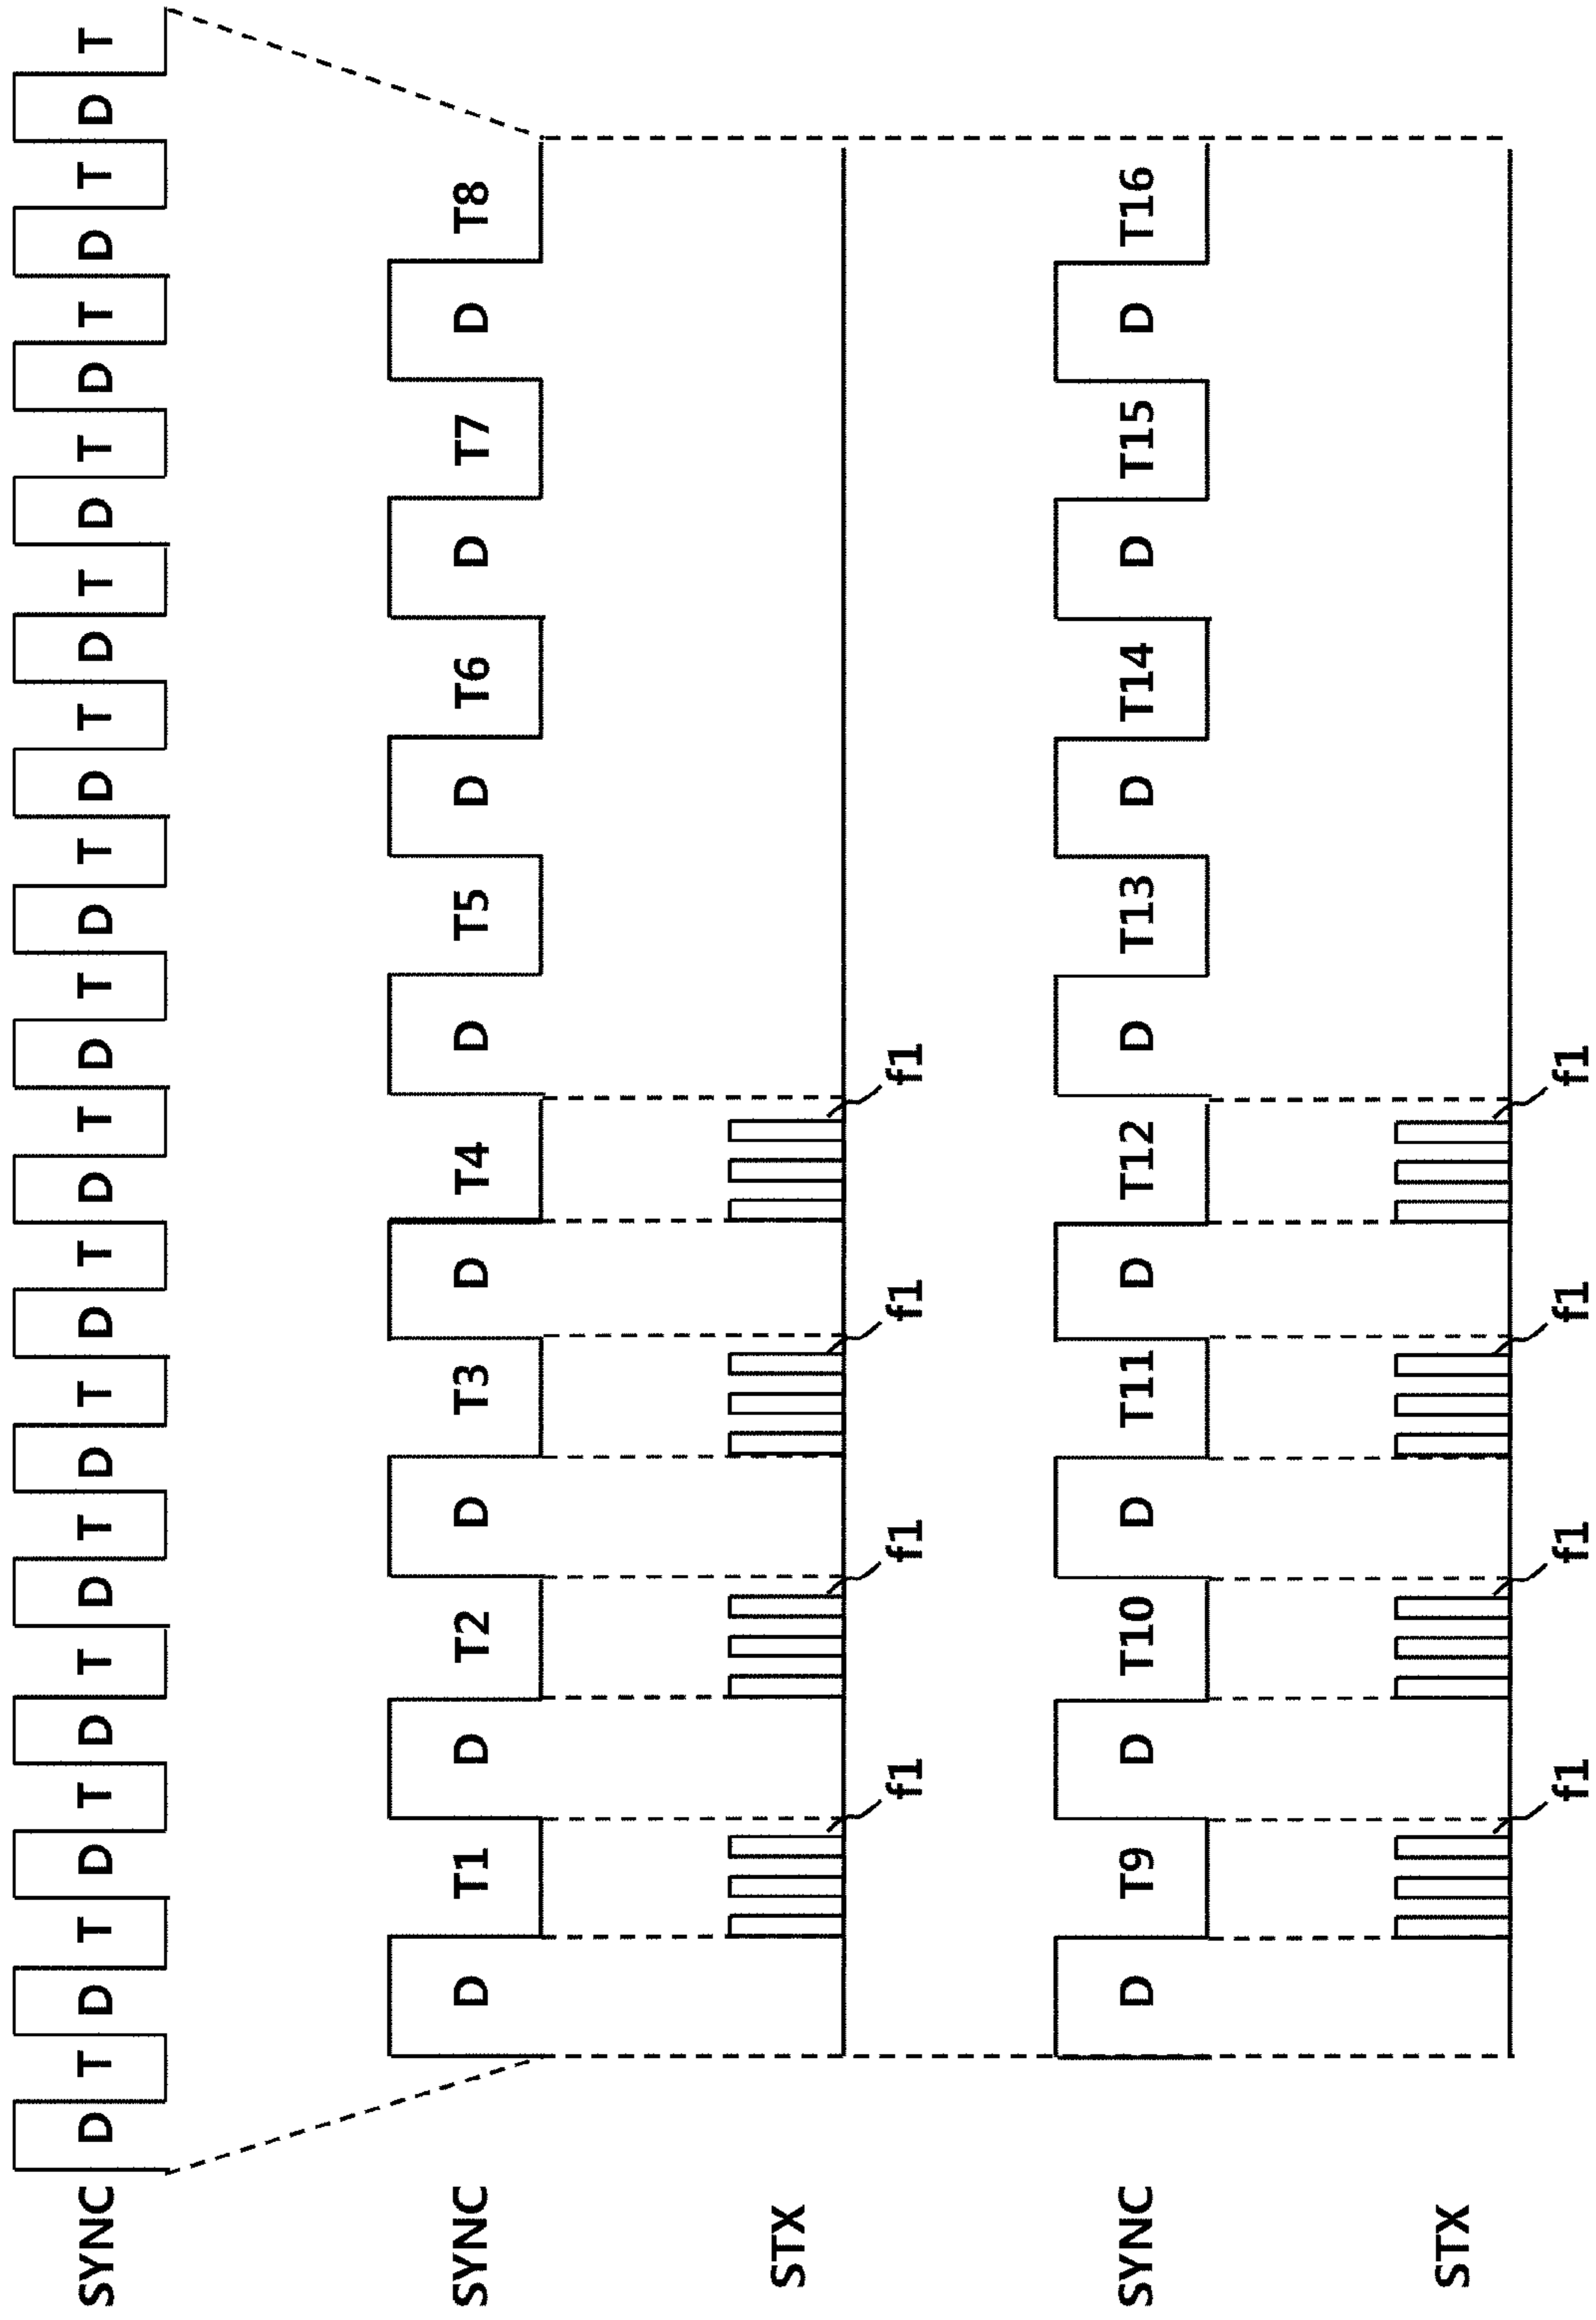 SYNC D T D T D T D T D T D T D T D T D T D T D T D T D T D T D T D T
SYNC D T1 D T2 D T3 D T4 D T5 D T6 D T7 D T8
STX
f1 f1 f1 f1
SYNC D T9 D T10 D T11 D T12 D T13 D T14 D T15 D T16
STX
f1 f1 f1 f1